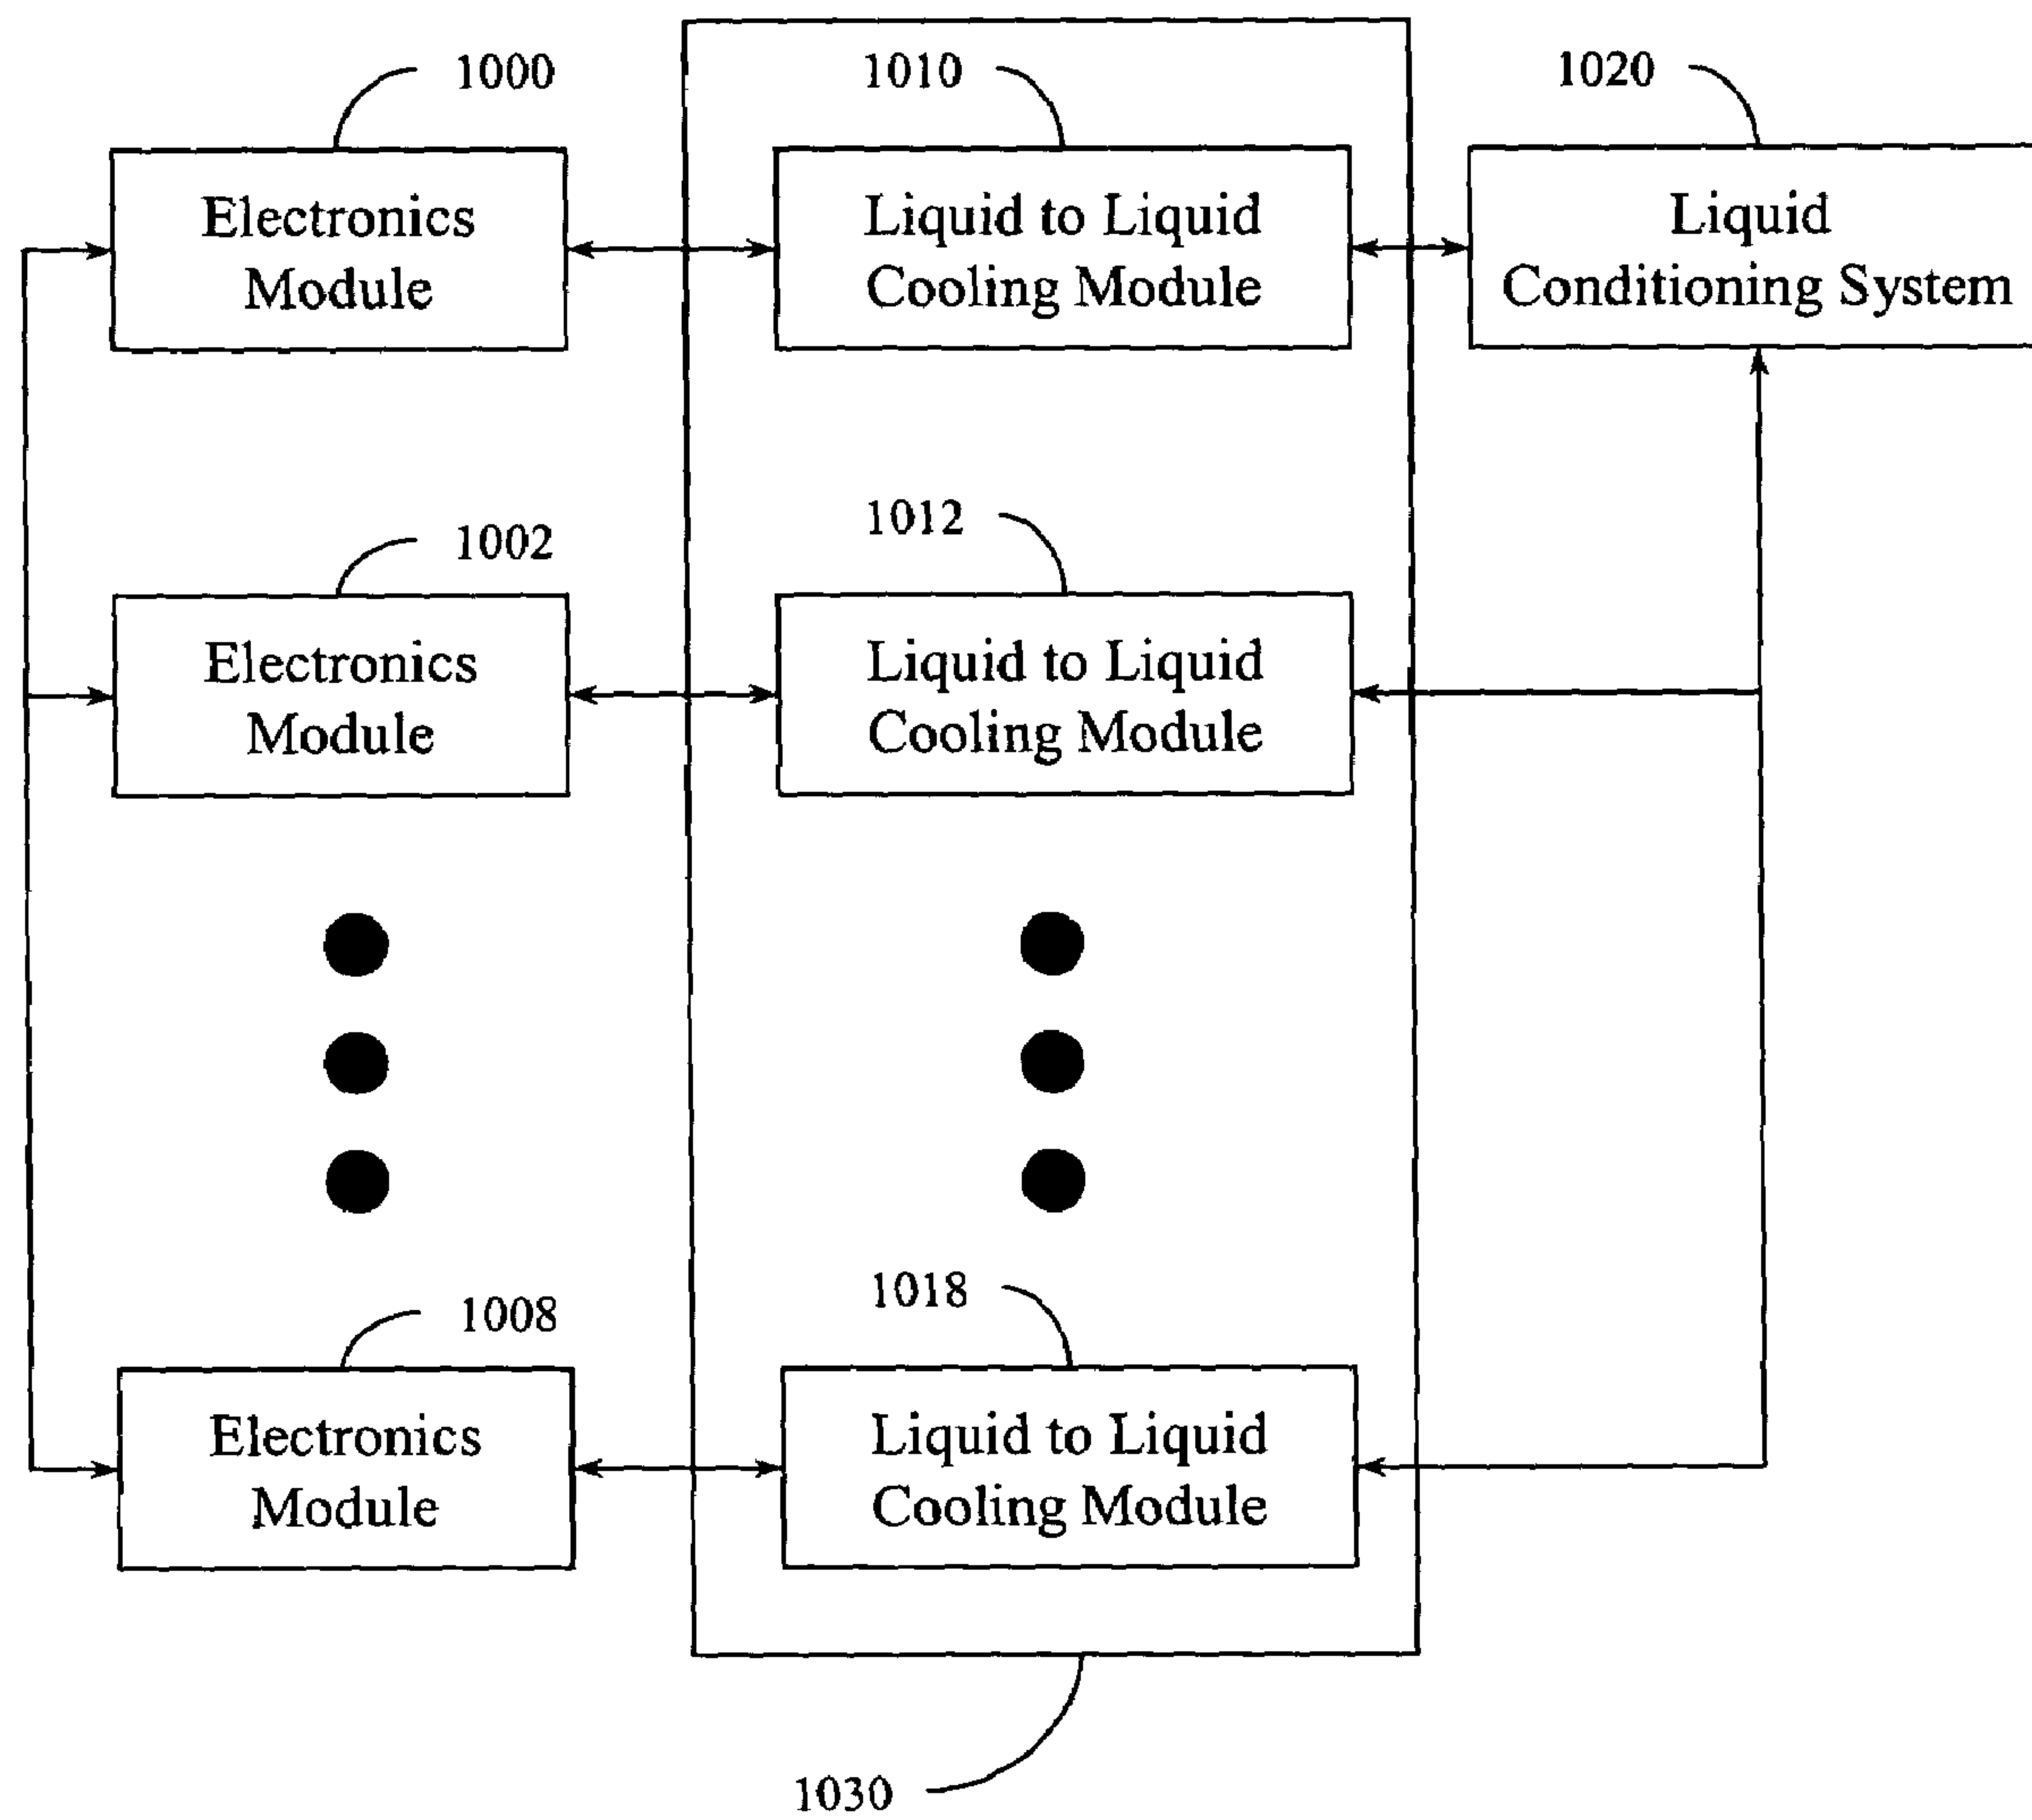 1000
1010
1020
Electronics
Module
Liquid to Liquid
Cooling Module
Liquid
Conditioning System
1002
1012
Electronics
Module
Liquid to Liquid
Cooling Module
1008
1018
Electronics
Module
Liquid to Liquid
Cooling Module
1030